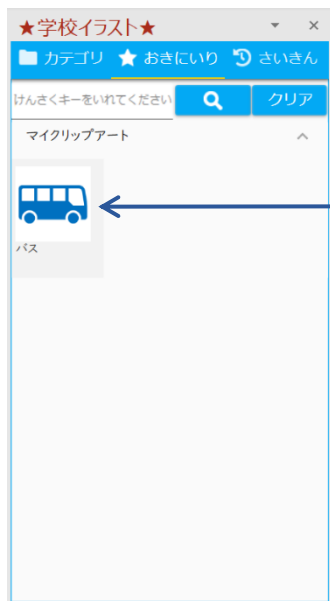 ★学校イラスト★
カテゴリ ★ おきにいり さいきん
けんさくキーをいれてください クリア
マイクリップアート
バス